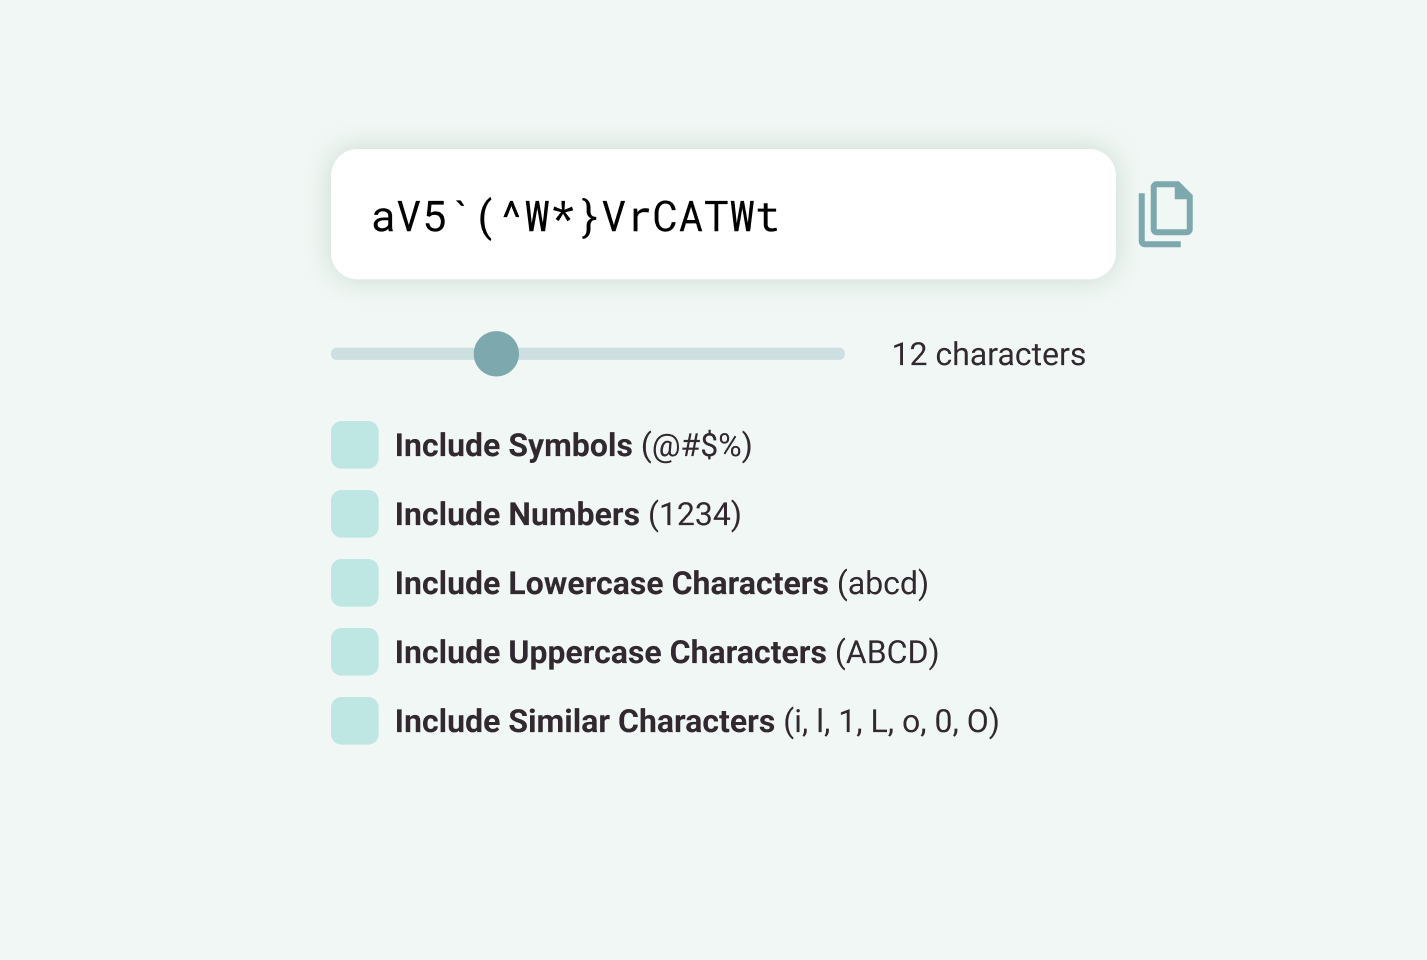 aV5`(^W*}VrCATWt
12 characters
Include Symbols (@#$%)
Include Numbers (1234)
Include Lowercase Characters (abcd)
Include Uppercase Characters (ABCD)
Include Similar Characters (i, l, 1, L, o, 0, O)